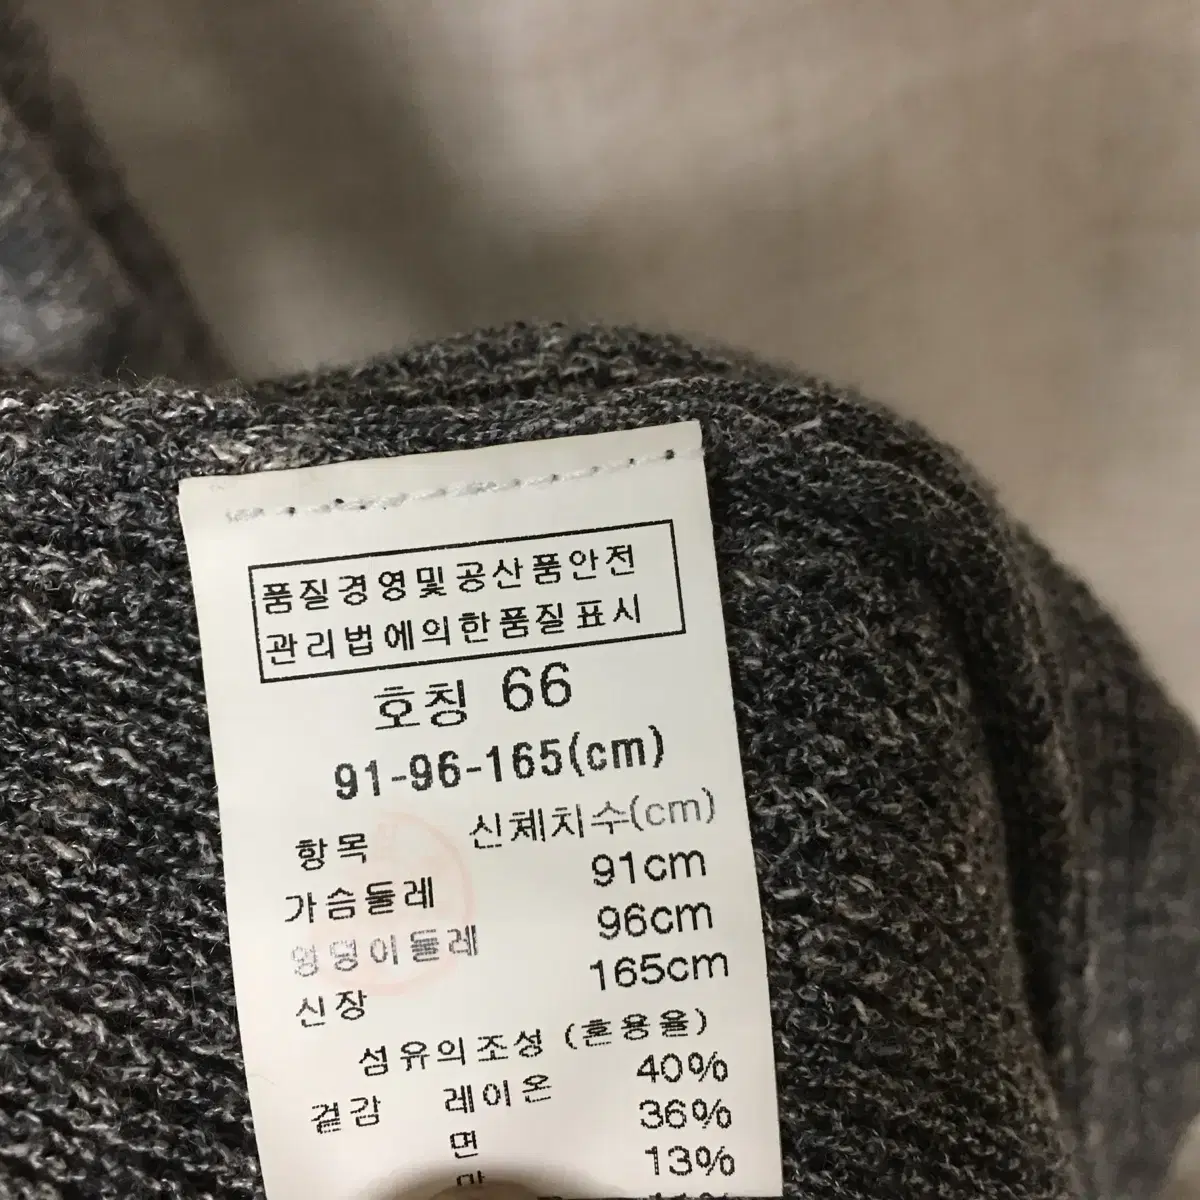 품질경영및공산품안전
관리법에의한품질표시
호칭 66
91-96-165(cm)
항목 신체치수(cm)
가슴둘레 91cm
엉덩이둘레 96cm
신장 165cm
섬유의조성 (혼용율)
겉감 레이온 40%
면 36%
13%